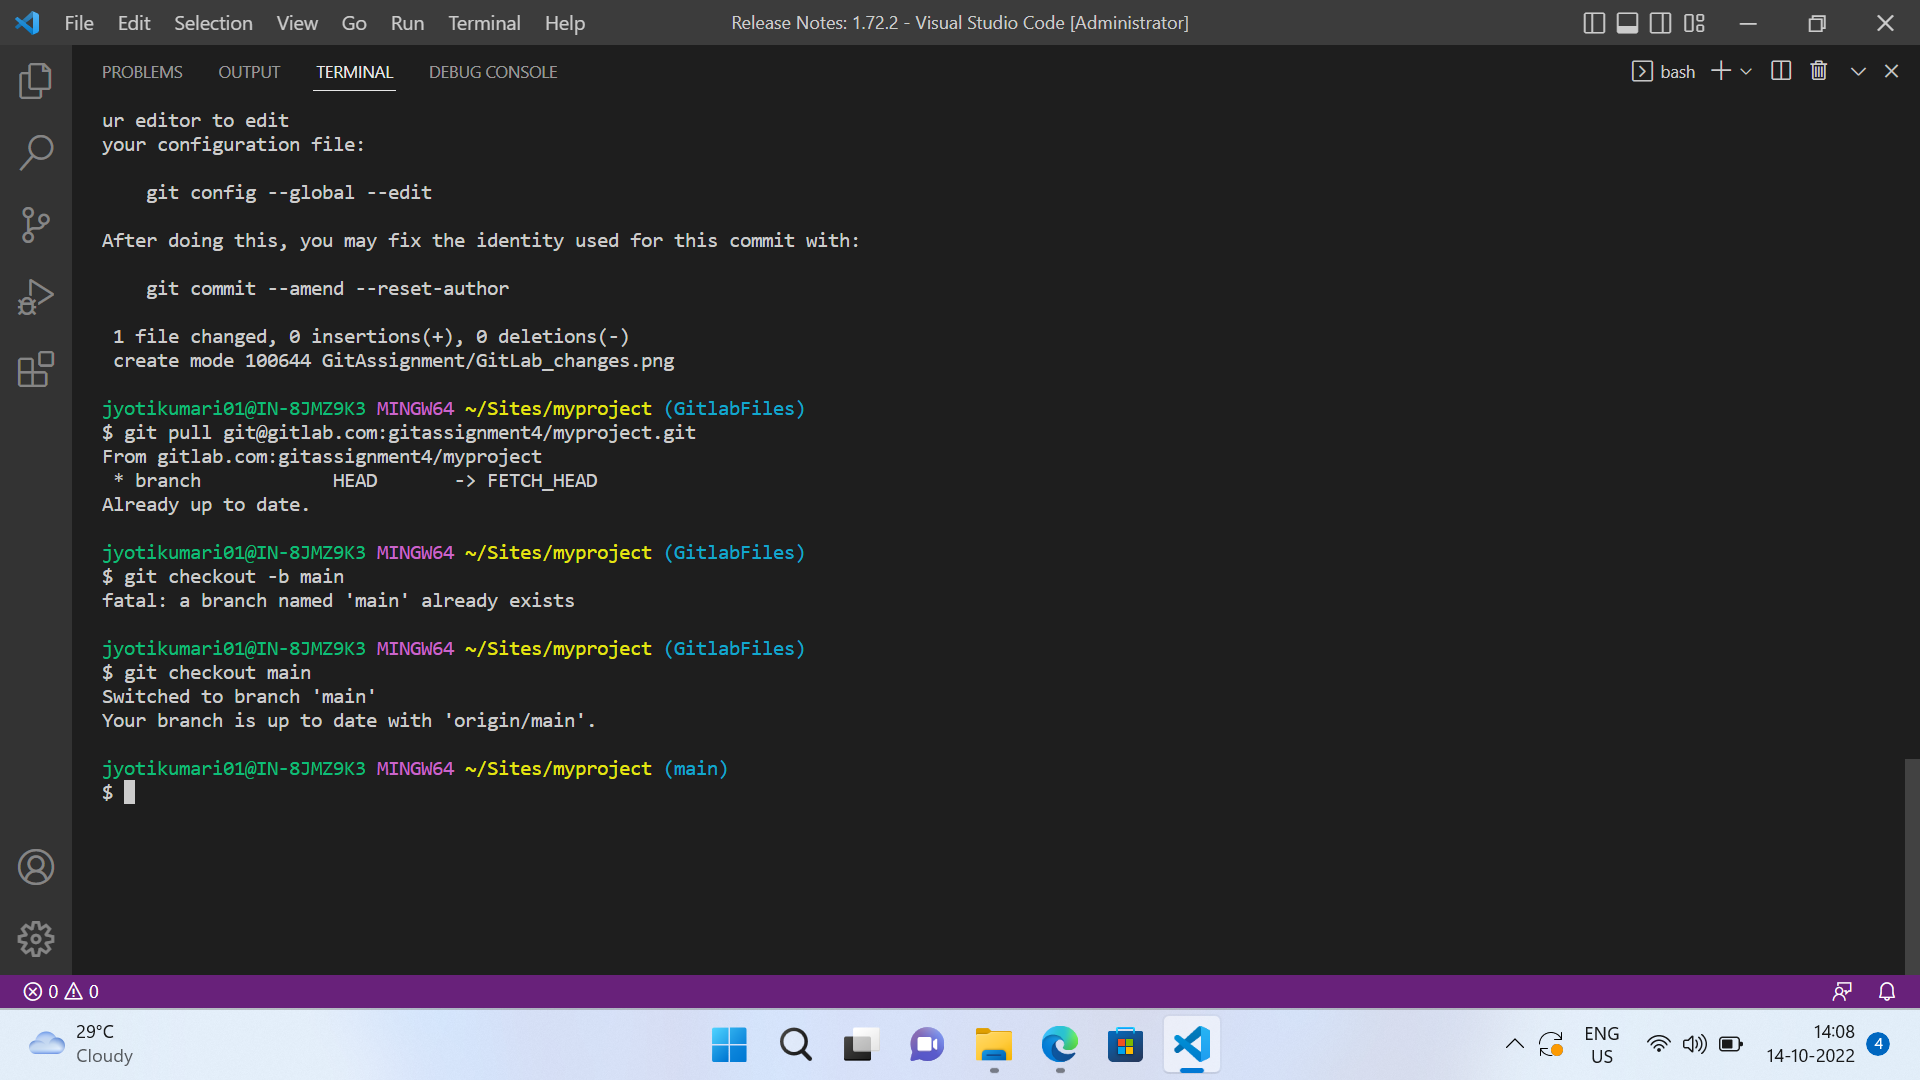 File Edit Selection View Go Run Terminal Help
Release Notes: 1.72.2 - Visual Studio Code [Administrator]
PROBLEMS OUTPUT TERMINAL DEBUG CONSOLE
bash
ur editor to edit
your configuration file:
git config --global --edit
After doing this, you may fix the identity used for this commit with:
git commit --amend --reset-author
1 file changed, 0 insertions(+), 0 deletions(-)
create mode 100644 GitAssignment/GitLab_changes.png
jyotikumari01@IN-8JMZ9K3 MINGW64 ~/Sites/myproject (GitlabFiles)
$ git pull git@gitlab.com:gitassignment4/myproject.git
From gitlab.com:gitassignment4/myproject
* branch            HEAD       -> FETCH_HEAD
Already up to date.
jyotikumari01@IN-8JMZ9K3 MINGW64 ~/Sites/myproject (GitlabFiles)
$ git checkout -b main
fatal: a branch named 'main' already exists
jyotikumari01@IN-8JMZ9K3 MINGW64 ~/Sites/myproject (GitlabFiles)
$ git checkout main
Switched to branch 'main'
Your branch is up to date with 'origin/main'.
jyotikumari01@IN-8JMZ9K3 MINGW64 ~/Sites/myproject (main)
$
0 0
29°C
Cloudy
ENG
US
14:08
14-10-2022
4